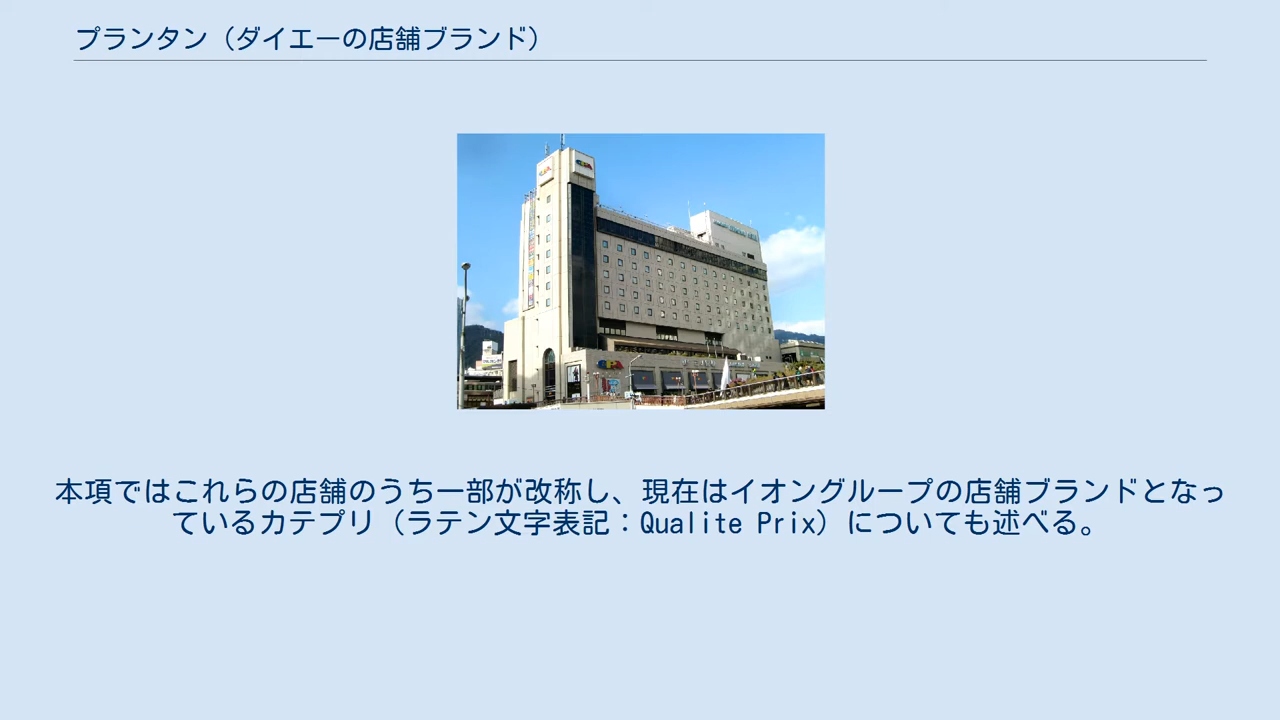 プランタン（ダイエーの店舗ブランド）
OPA
本項ではこれらの店舗のうち一部が改称し、現在はイオングループの店舗ブランドとなっ
ているカテプリ（ラテン文字表記：Qualite Prix）についても述べる。